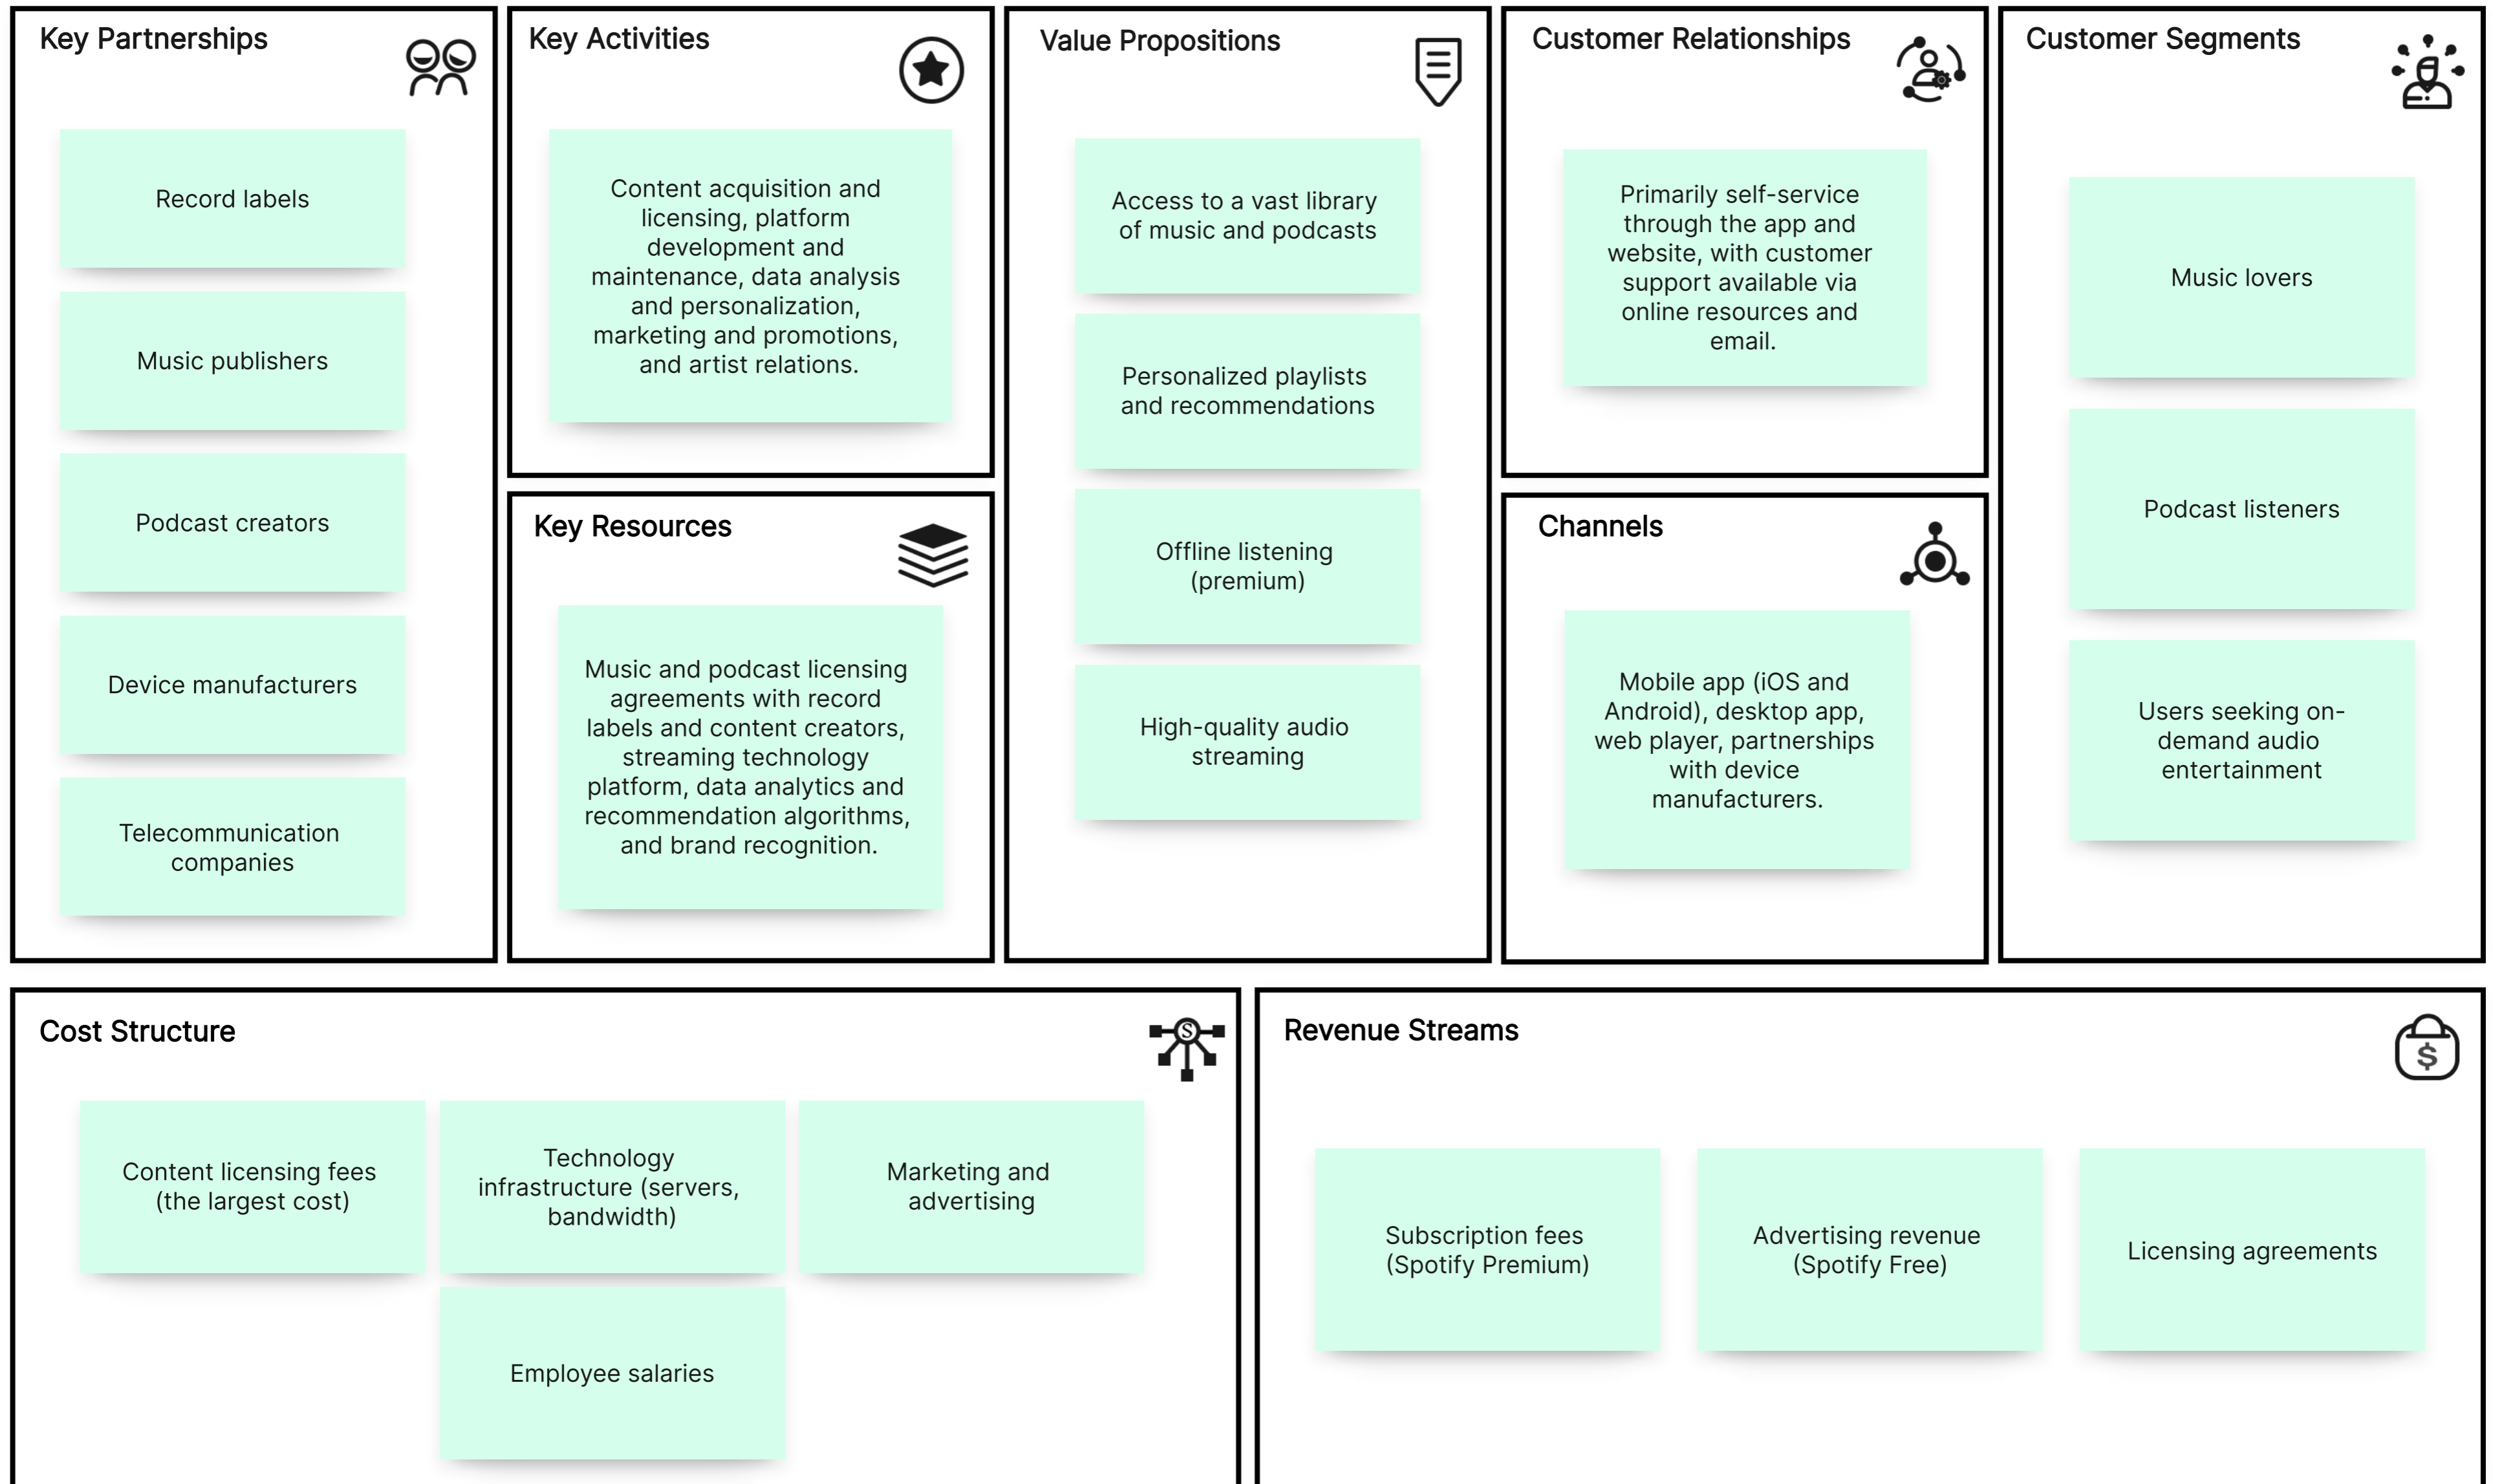 Key Partnerships
Record labels
Music publishers
Podcast creators
Device manufacturers
Telecommunication
companies
Key Activities
Content acquisition and
licensing, platform
development and
maintenance, data analysis
and personalization,
marketing and promotions,
and artist relations.
Key Resources
Music and podcast licensing
agreements with record
labels and content creators,
streaming technology
platform, data analytics and
recommendation algorithms,
and brand recognition.
Value Propositions
Access to a vast library
of music and podcasts
Personalized playlists
and recommendations
Offline listening
(premium)
High-quality audio
streaming
Customer Relationships
Primarily self-service
through the app and
website, with customer
support available via
online resources and
email.
Channels
Mobile app (iOS and
Android), desktop app,
web player, partnerships
with device
manufacturers.
Customer Segments
Music lovers
Podcast listeners
Users seeking on-
demand audio
entertainment
Cost Structure
S
Content licensing fees
(the largest cost)
Technology
infrastructure (servers,
bandwidth)
Marketing and
advertising
Employee salaries
Revenue Streams
$
Subscription fees
(Spotify Premium)
Advertising revenue
(Spotify Free)
Licensing agreements